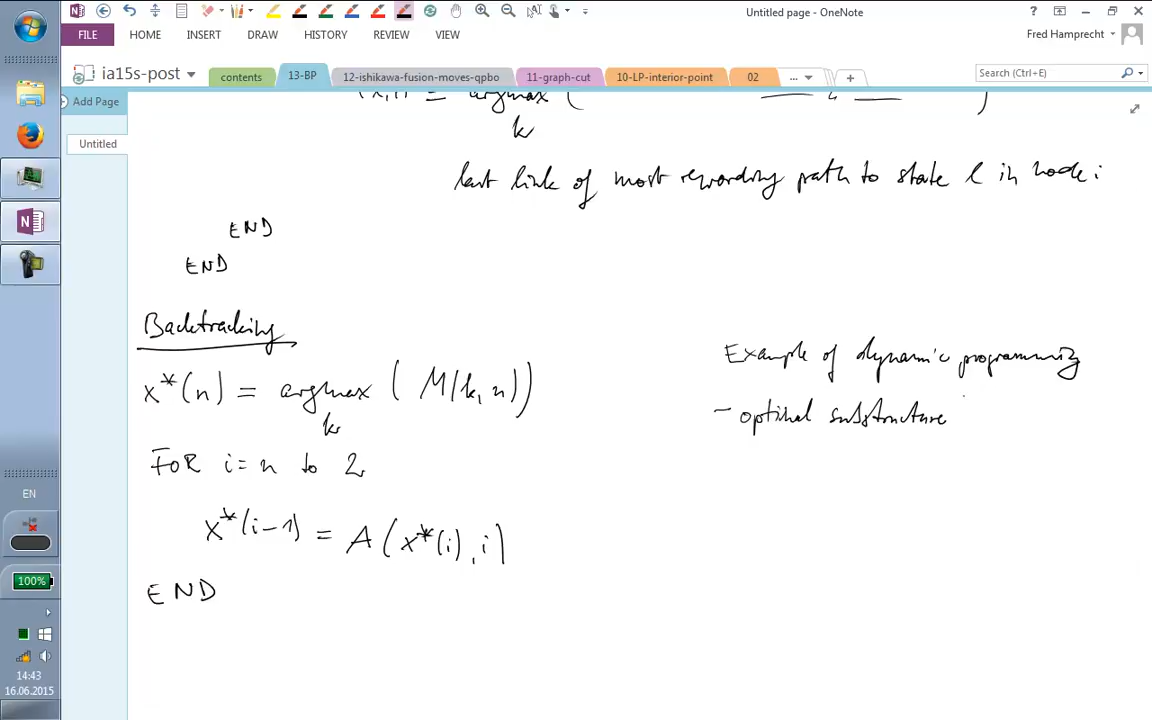 Untitled page - OneNote
FILE HOME INSERT DRAW HISTORY REVIEW VIEW
Fred Hamprecht
ia15s-post
contents 13-BP 12-ishikawa-fusion-moves-qpbo 11-graph-cut 10-LP-interior-point 02 ...
Search (Ctrl+E)
Add Page
Untitled
= argmax (
k
last link of most rewarding path to state l in node i
END
END
Backtracking
x*(n) = argmax ( M(k, n))
k
Example of dynamic programming
- optimal substructure
FOR i = n to 2
x*(i-1) = A(x*(i), i)
END
EN
100%
14:43
16.06.2015